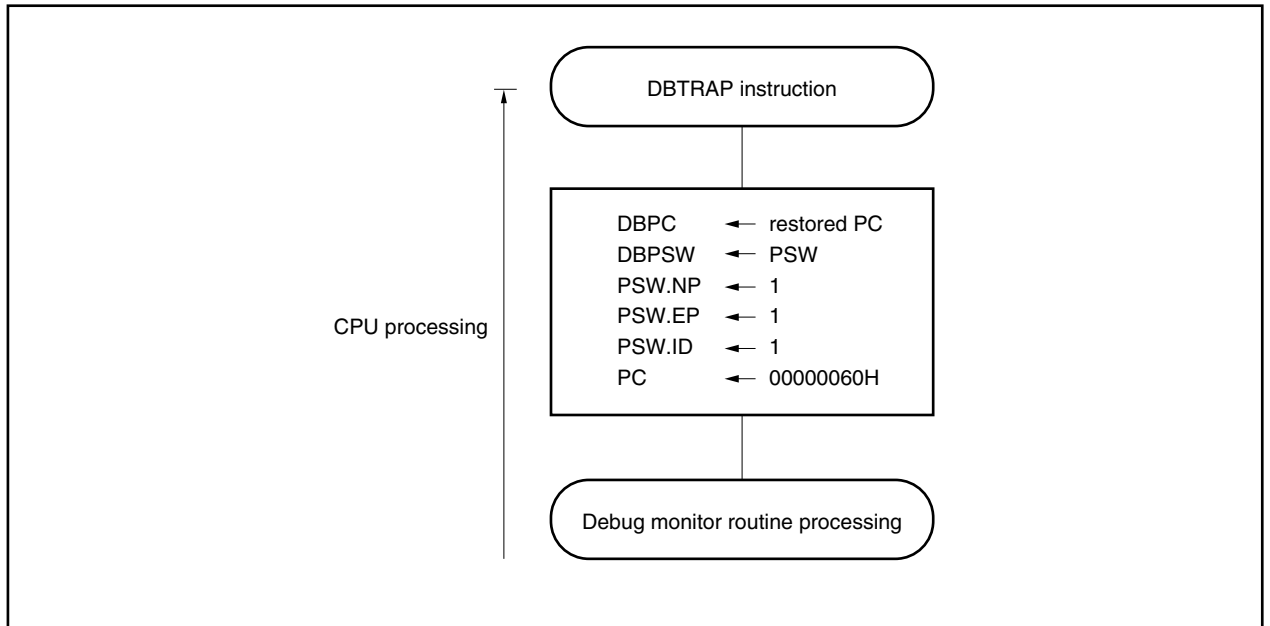 DBTRAP instruction
DBPC ← restored PC
DBPSW ← PSW
PSW.NP ← 1
PSW.EP ← 1
PSW.ID ← 1
PC ← 00000060H
CPU processing
Debug monitor routine processing